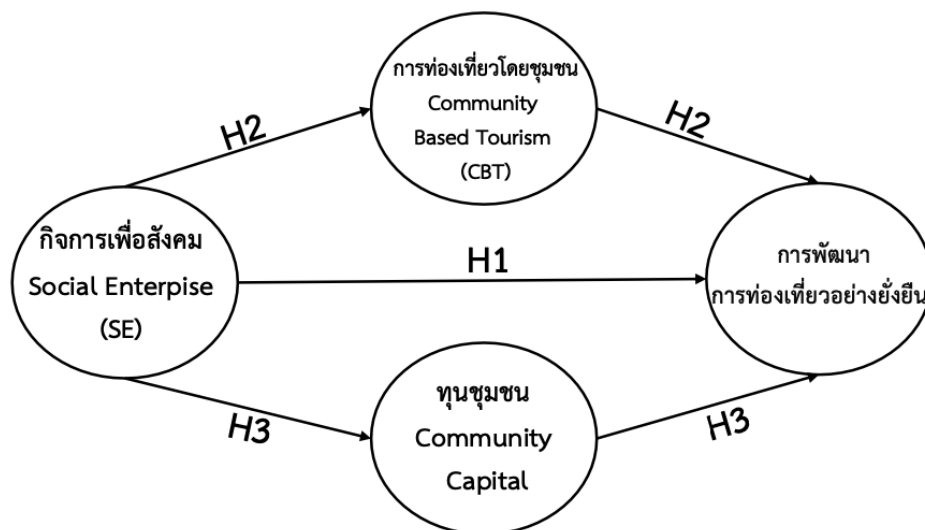 การท่องเที่ยวโดยชุมชน
Community
Based Tourism
(CBT)
H2
H2
กิจการเพื่อสังคม
Social Enterpise
(SE)
H1
การพัฒนา
การท่องเที่ยวอย่างยั่งยืน
ทุนชุมชน
Community
Capital
H3
H3